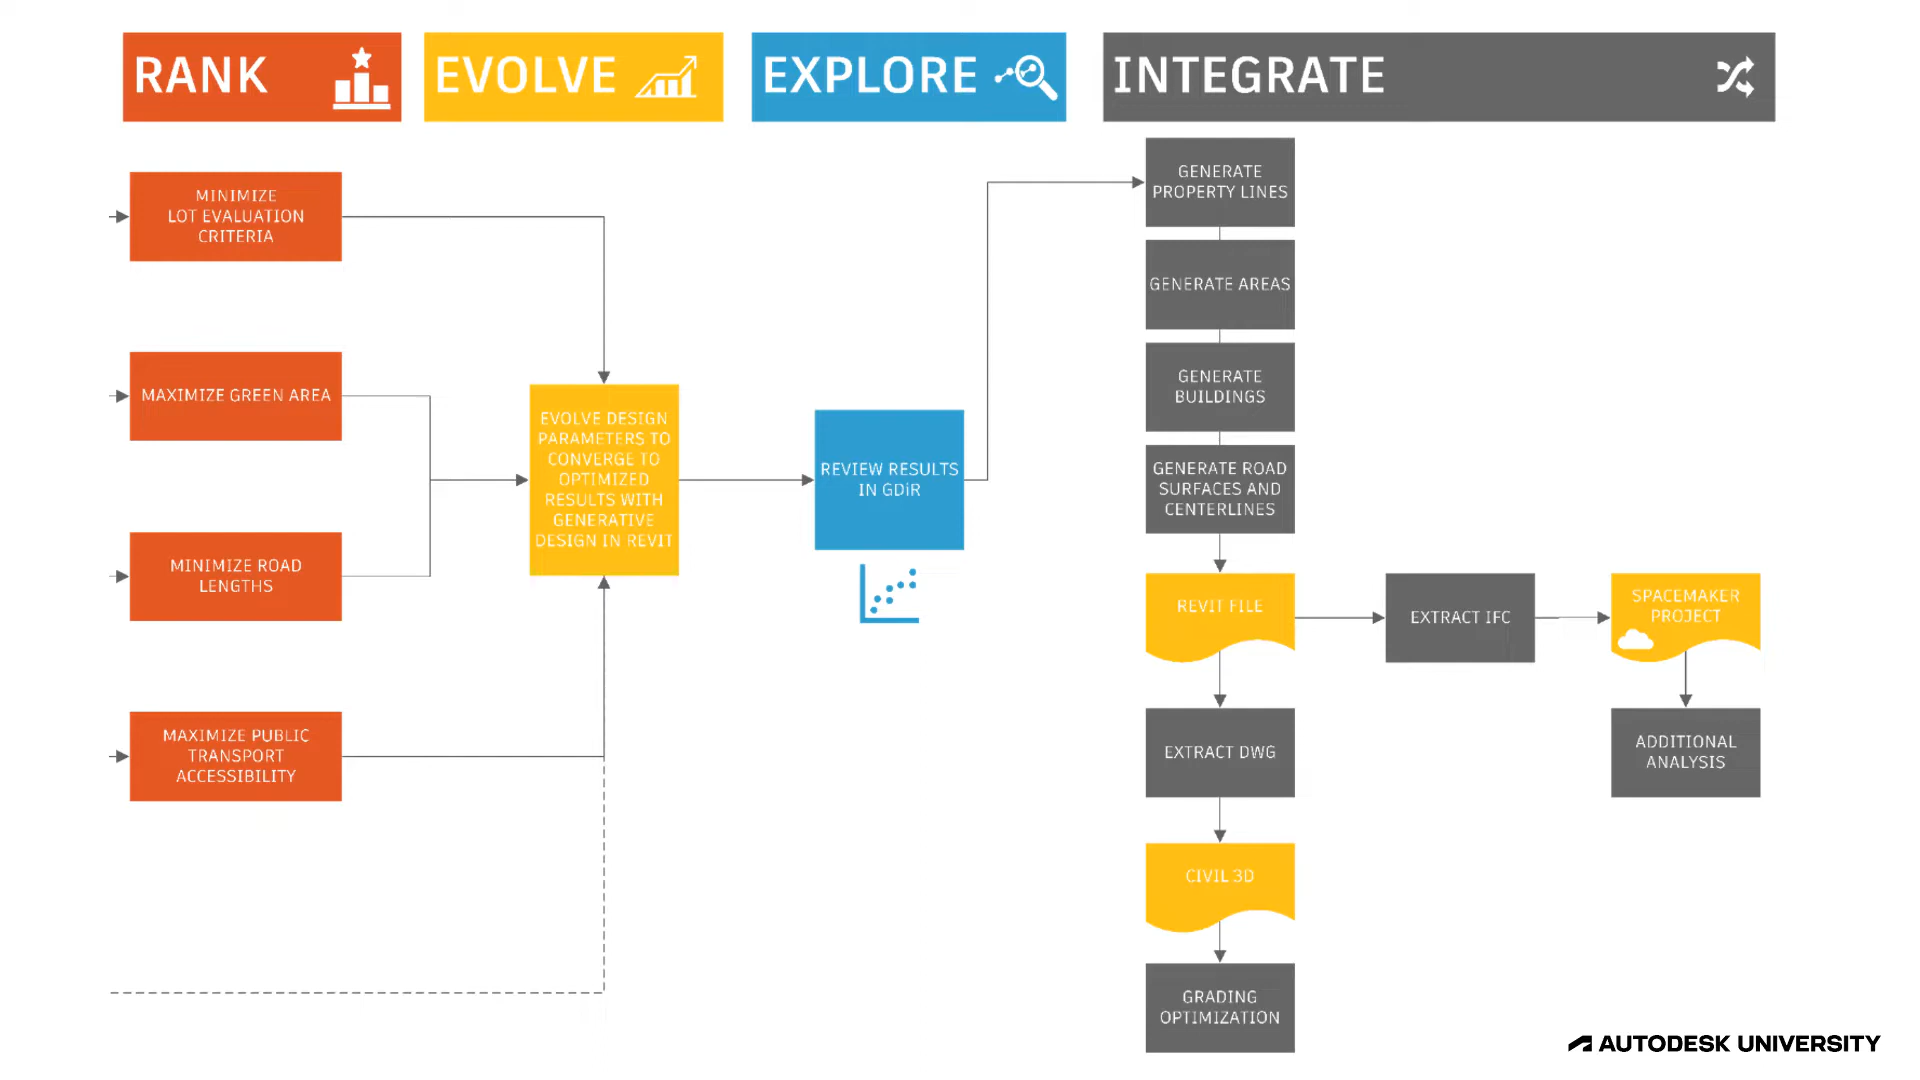 RANK
EVOLVE
EXPLORE
INTEGRATE
MINIMIZE
LOT EVALUATION
CRITERIA
MAXIMIZE GREEN AREA
MINIMIZE ROAD
LENGTHS
MAXIMIZE PUBLIC
TRANSPORT
ACCESSIBILITY
EVOLVE DESIGN
PARAMETERS TO
CONVERGE TO
OPTIMIZED
RESULTS WITH
GENERATIVE
DESIGN IN REVIT
REVIEW RESULTS
IN GDiR
GENERATE
PROPERTY LINES
GENERATE AREAS
GENERATE
BUILDINGS
GENERATE ROAD
SURFACES AND
CENTERLINES
REVIT FILE
EXTRACT IFC
SPACEMAKER
PROJECT
EXTRACT DWG
ADDITIONAL
ANALYSIS
CIVIL 3D
GRADING
OPTIMIZATION
AUTODESK UNIVERSITY